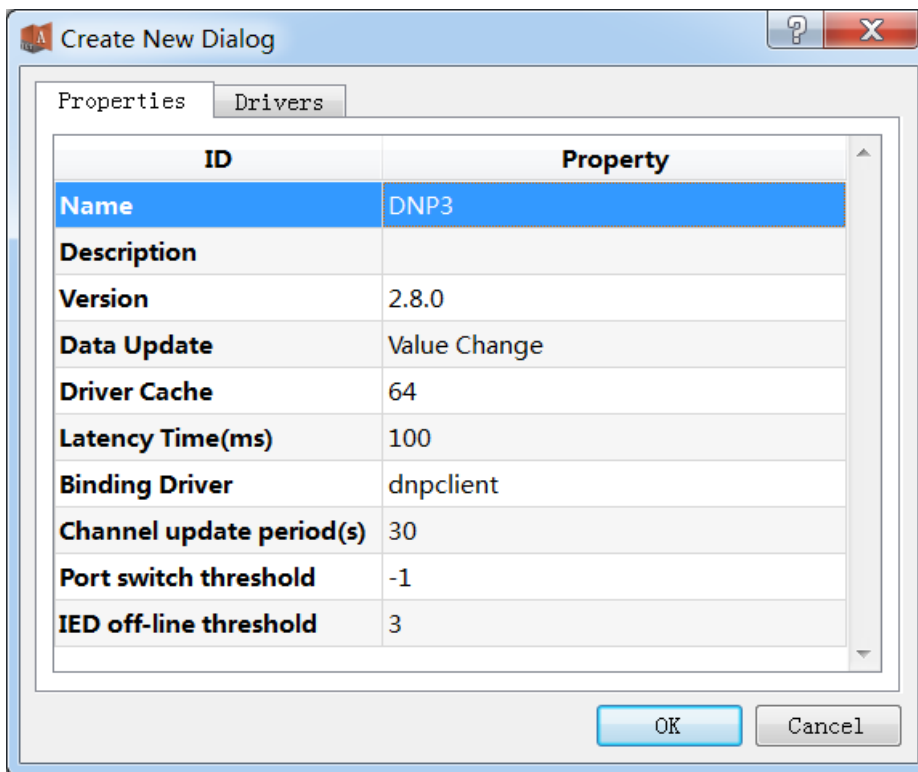 Create New Dialog
Properties Drivers
ID Property
Name DNP3
Description
Version 2.8.0
Data Update Value Change
Driver Cache 64
Latency Time(ms) 100
Binding Driver dnpclient
Channel update period(s) 30
Port switch threshold -1
IED off-line threshold 3
OK Cancel